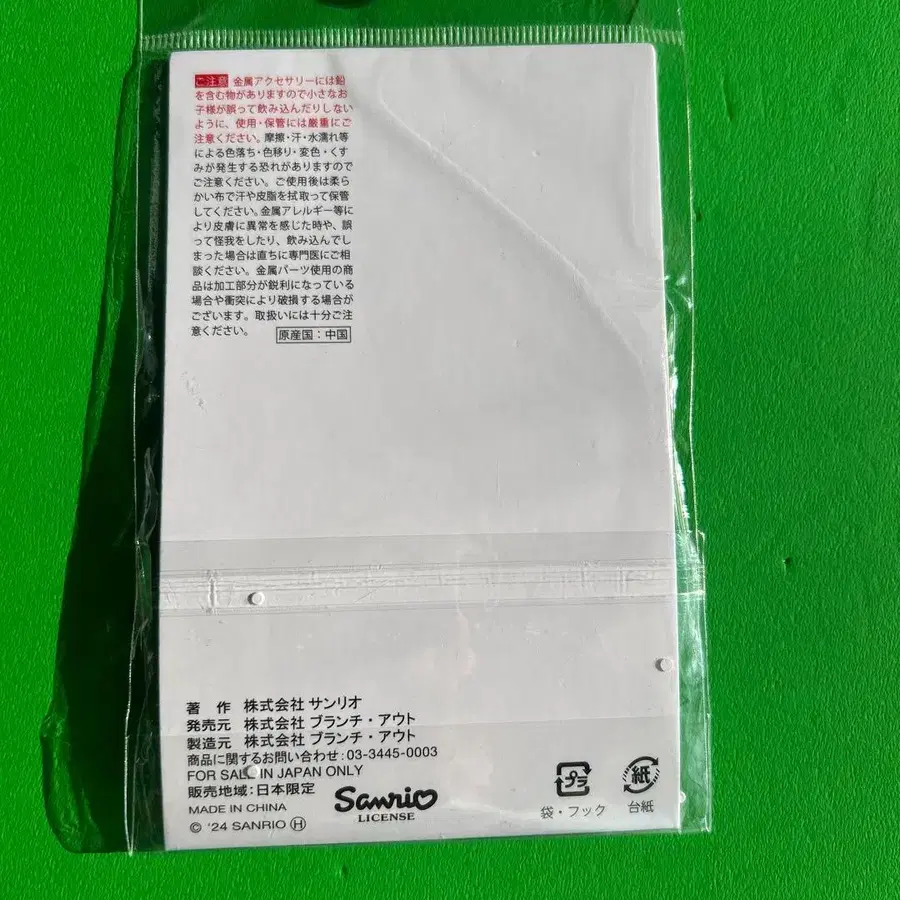 ご注意 金属アクセサリーには鉛
を含む物がありますので小さなお
子様が誤って飲み込んだりしない
ように、使用・保管には厳重にご
注意ください。摩擦・汗・水濡れ等
による色落ち・色移り・変色・くす
みが発生する恐れがありますので
ご注意ください。ご使用後は柔ら
かい布で汗や皮脂を拭取って保管
してください。金属アレルギー等に
より皮膚に異常を感じた時や、誤
って怪我をしたり、飲み込んでし
まった場合は直ちに専門医にご相
談ください。金属パーツ使用の商
品は加工部分が鋭利になっている
場合や衝突により破損する場合が
ございます。取扱いには十分ご注
意ください。
原産国：中国
著 作 株式会社 サンリオ
発売元 株式会社 ブランチ・アウト
製造元 株式会社 ブランチ・アウト
商品に関するお問い合わせ：03-3445-0003
FOR SALE IN JAPAN ONLY
販売地域：日本限定
MADE IN CHINA
© '24 SANRIO Ⓗ
Sanrio
LICENSE
プラ
袋・フック
紙
台紙